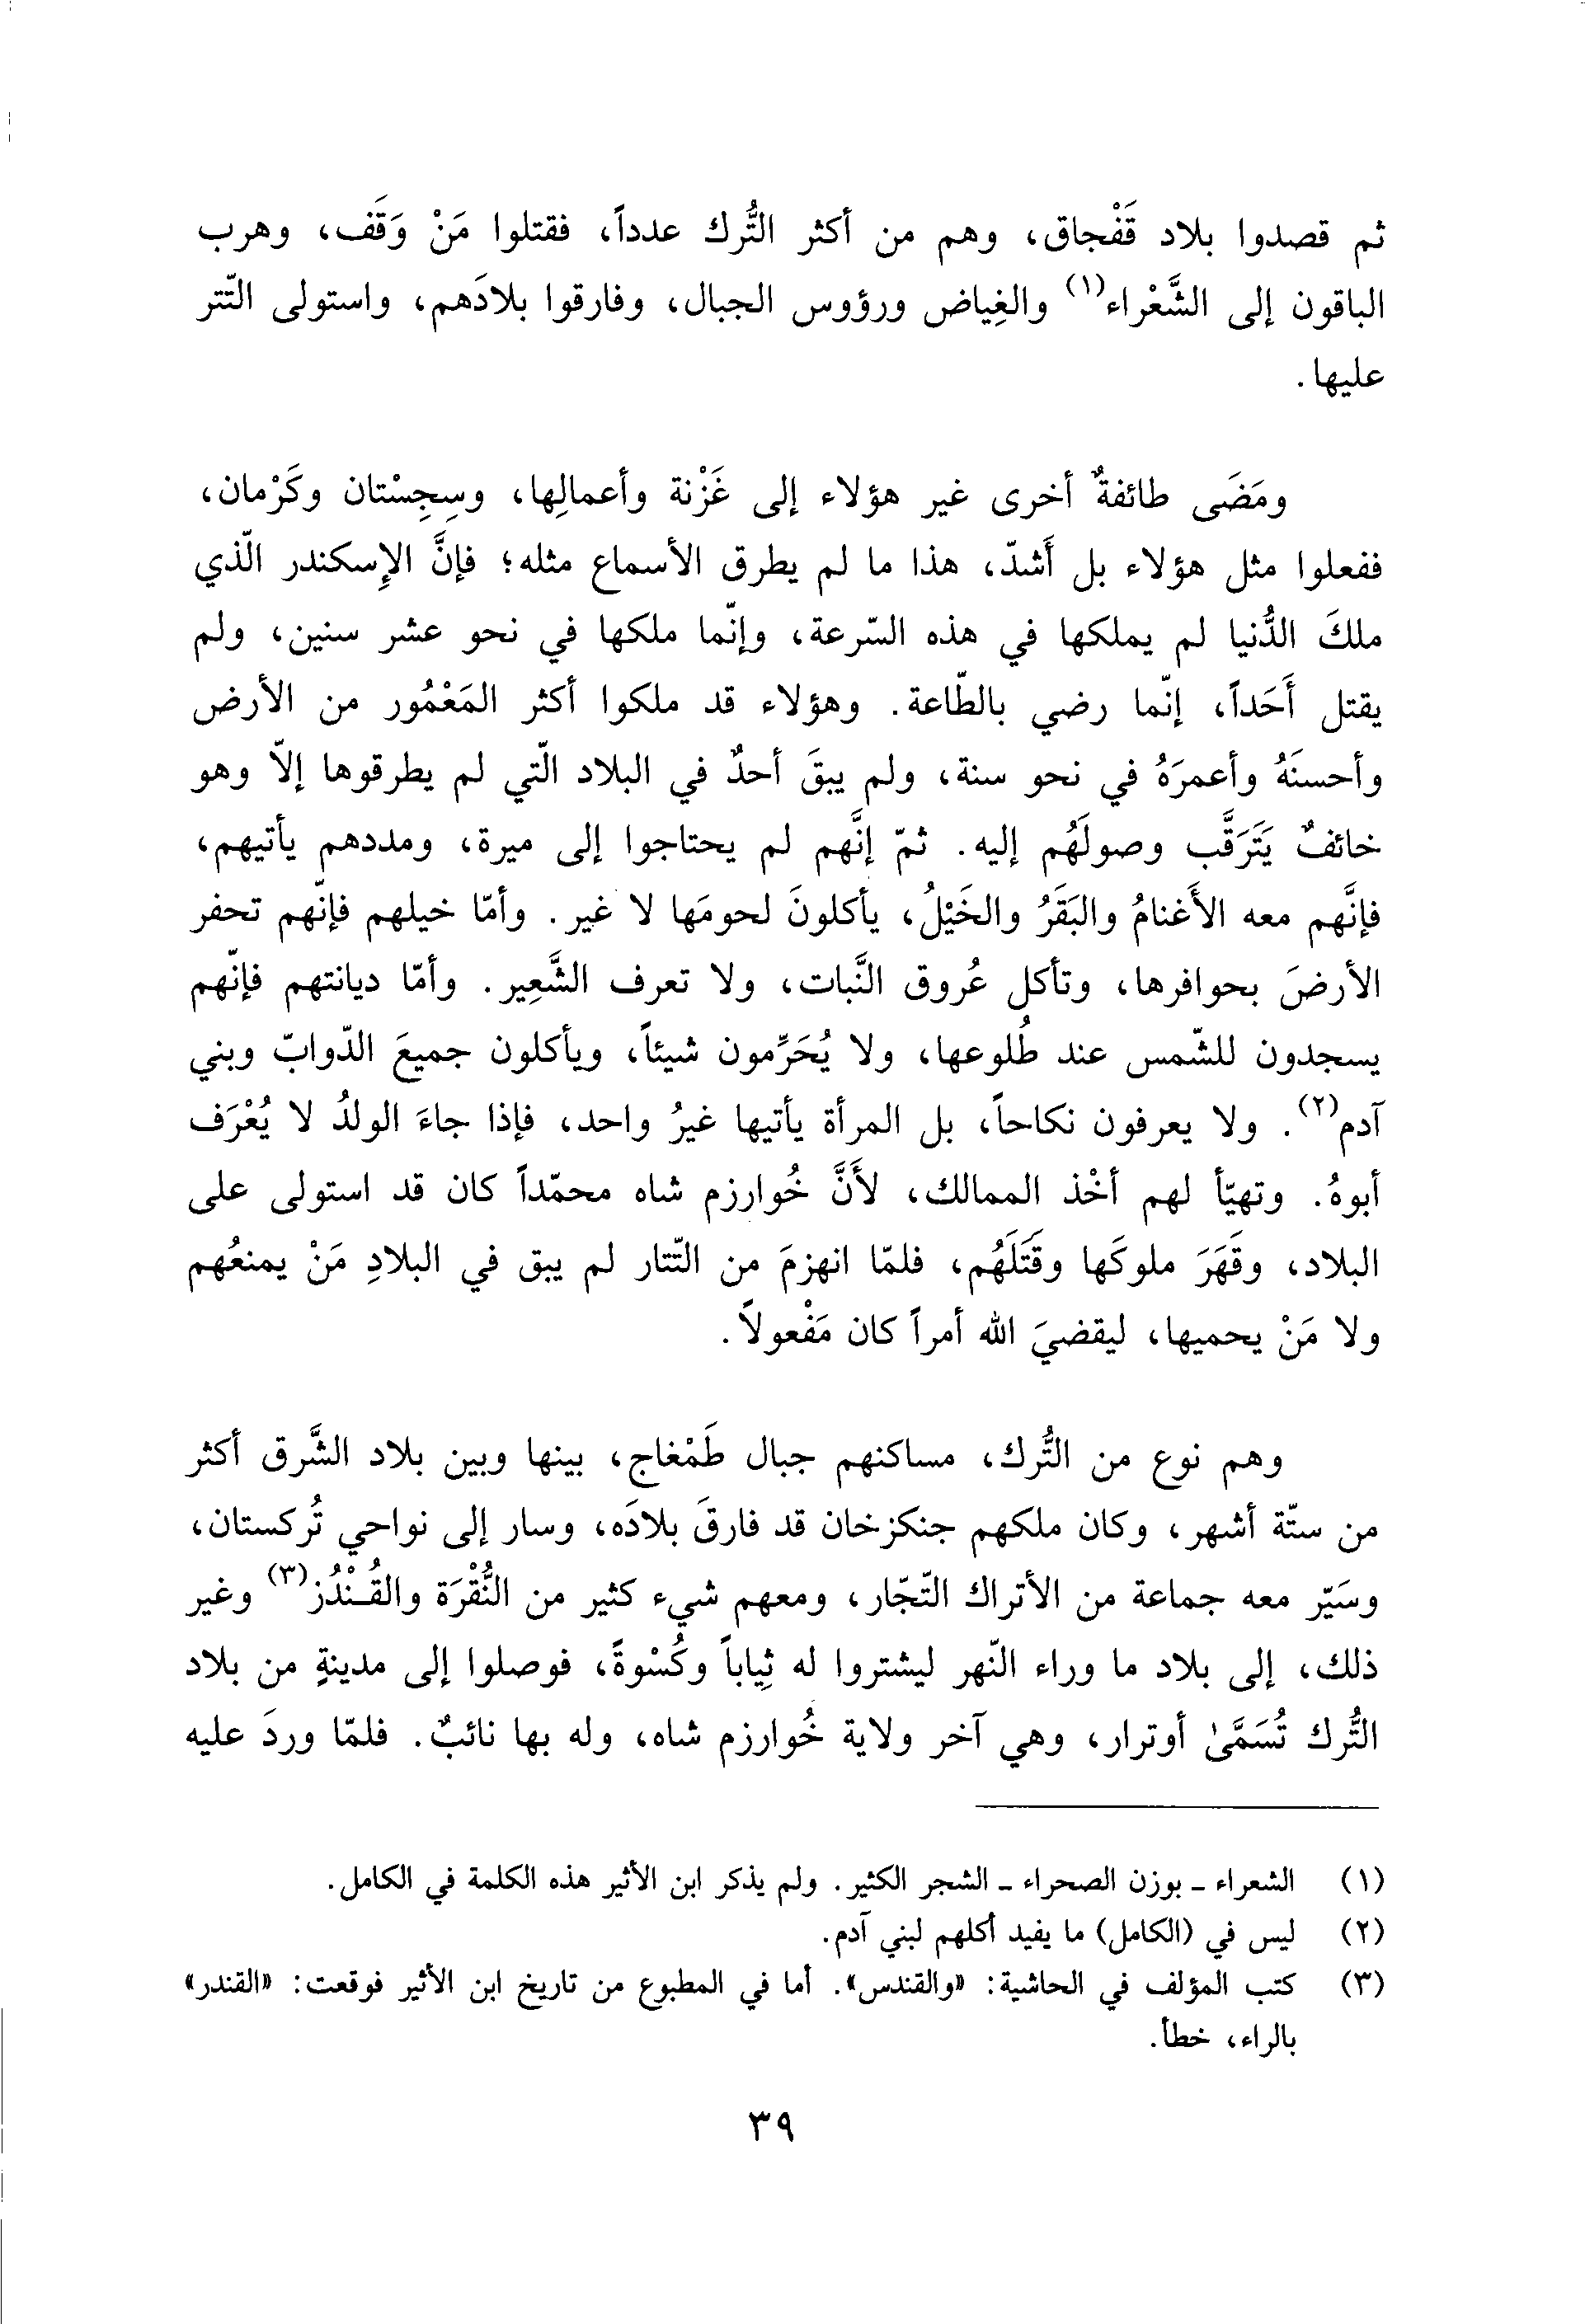 ثم قصدوا بلاد قَفْجاق، وهم من أكثر التُّرك عدداً، فقتلوا مَنْ وَقَف، وهرب
الباقون إلى الشَّعْراء(١) والغِياض ورؤوس الجبال، وفارقوا بلادَهم، واستولى التّتر
عليها.
ومَضَى طائفةٌ أخرى غير هؤلاء إلى غَزْنة وأعمالِها، وسِجِسْتان وكَرْمان،
ففعلوا مثل هؤلاء بل أَشدّ، هذا ما لم يطرق الأسماع مثله؛ فإنَّ الإسكندر الّذي
ملكَ الدُّنيا لم يملكها في هذه السّرعة، وإنّما ملكها في نحو عشر سنين، ولم
يقتل أَحَداً، إنّما رضي بالطّاعة. وهؤلاء قد ملكوا أكثر المَعْمُور من الأرض
وأحسنَهُ وأعمرَهُ في نحو سنة، ولم يبقَ أحدٌ في البلاد الّتي لم يطرقوها إلاّ وهو
خائفٌ يَتَرَقَّب وصولَهُم إليه. ثمّ إنَّهم لم يحتاجوا إلى ميرة، ومددهم يأتيهم،
فإنَّهم معه الأَغنامُ والبَقَرُ والخَيْلُ، يأكلونَ لحومَها لا غير. وأمّا خيلهم فإنّهم تحفر
الأرضَ بحوافرها، وتأكل عُروق النَّبات، ولا تعرف الشَّعِير. وأمّا ديانتهم فإنّهم
يسجدون للشّمس عند طُلوعها، ولا يُحَرِّمون شيئاً، ويأكلون جميعَ الدّوابّ وبني
آدم(٢). ولا يعرفون نكاحاً، بل المرأة يأتيها غيرُ واحد، فإذا جاءَ الولدُ لا يُعْرَف
أبوهُ. وتهيّأ لهم أخْذ الممالك، لأَنَّ خُوارزم شاه محمّداً كان قد استولى على
البلاد، وقَهَرَ ملوكَها وقَتَلَهُم، فلمّا انهزمَ من التّتار لم يبق في البلادِ مَنْ يمنعُهم
ولا مَنْ يحميها، ليقضيَ الله أمراً كان مَفْعولاً.
وهم نوع من التُّرك، مساكنهم جبال طَمْغاج، بينها وبين بلاد الشَّرق أكثر
من ستّة أشهر، وكان ملكهم جنكزخان قد فارقَ بلادَه، وسار إلى نواحي تُركستان،
وسَيّر معه جماعة من الأتراك التّجّار، ومعهم شيء كثير من النُّقْرَة والقُنْدُز(٣) وغير
ذلك، إلى بلاد ما وراء النّهر ليشتروا له ثِياباً وكُسْوةً، فوصلوا إلى مدينةٍ من بلاد
التُّرك تُسَمَّىٰ أوترار، وهي آخر ولاية خُوارزم شاه، وله بها نائبٌ. فلمّا وردَ عليه
(١) الشعراء - بوزن الصحراء - الشجر الكثير. ولم يذكر ابن الأثير هذه الكلمة في الكامل.
(٢) ليس في (الكامل) ما يفيد أكلهم لبني آدم.
(٣) كتب المؤلف في الحاشية: «والقندس». أما في المطبوع من تاريخ ابن الأثير فوقعت: «القندر»
بالراء، خطأ.
٣٩